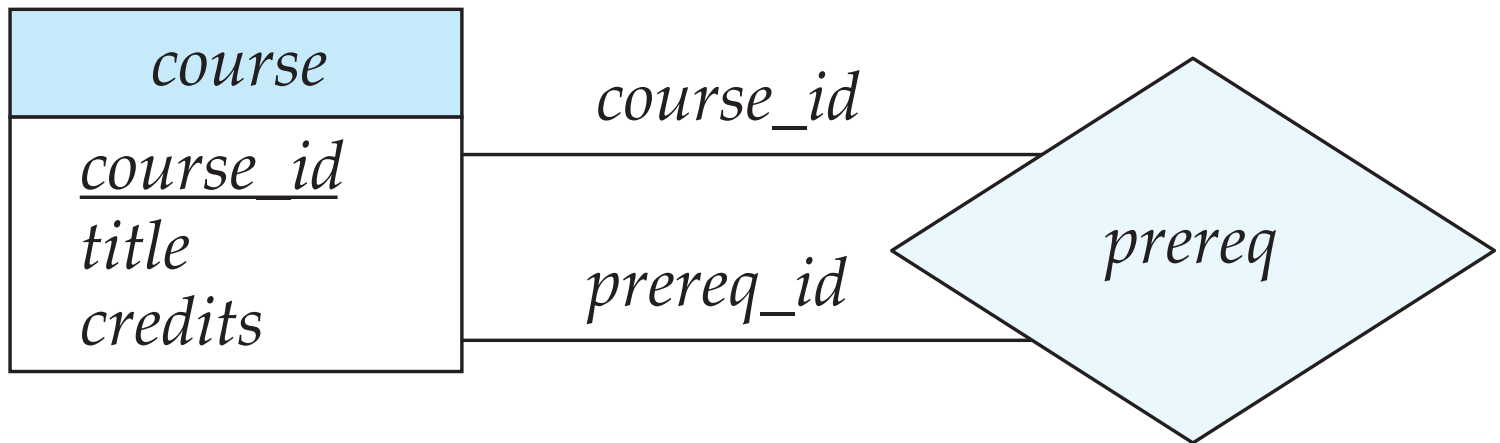 course
course_id
title
credits
course_id
prereq_id
prereq